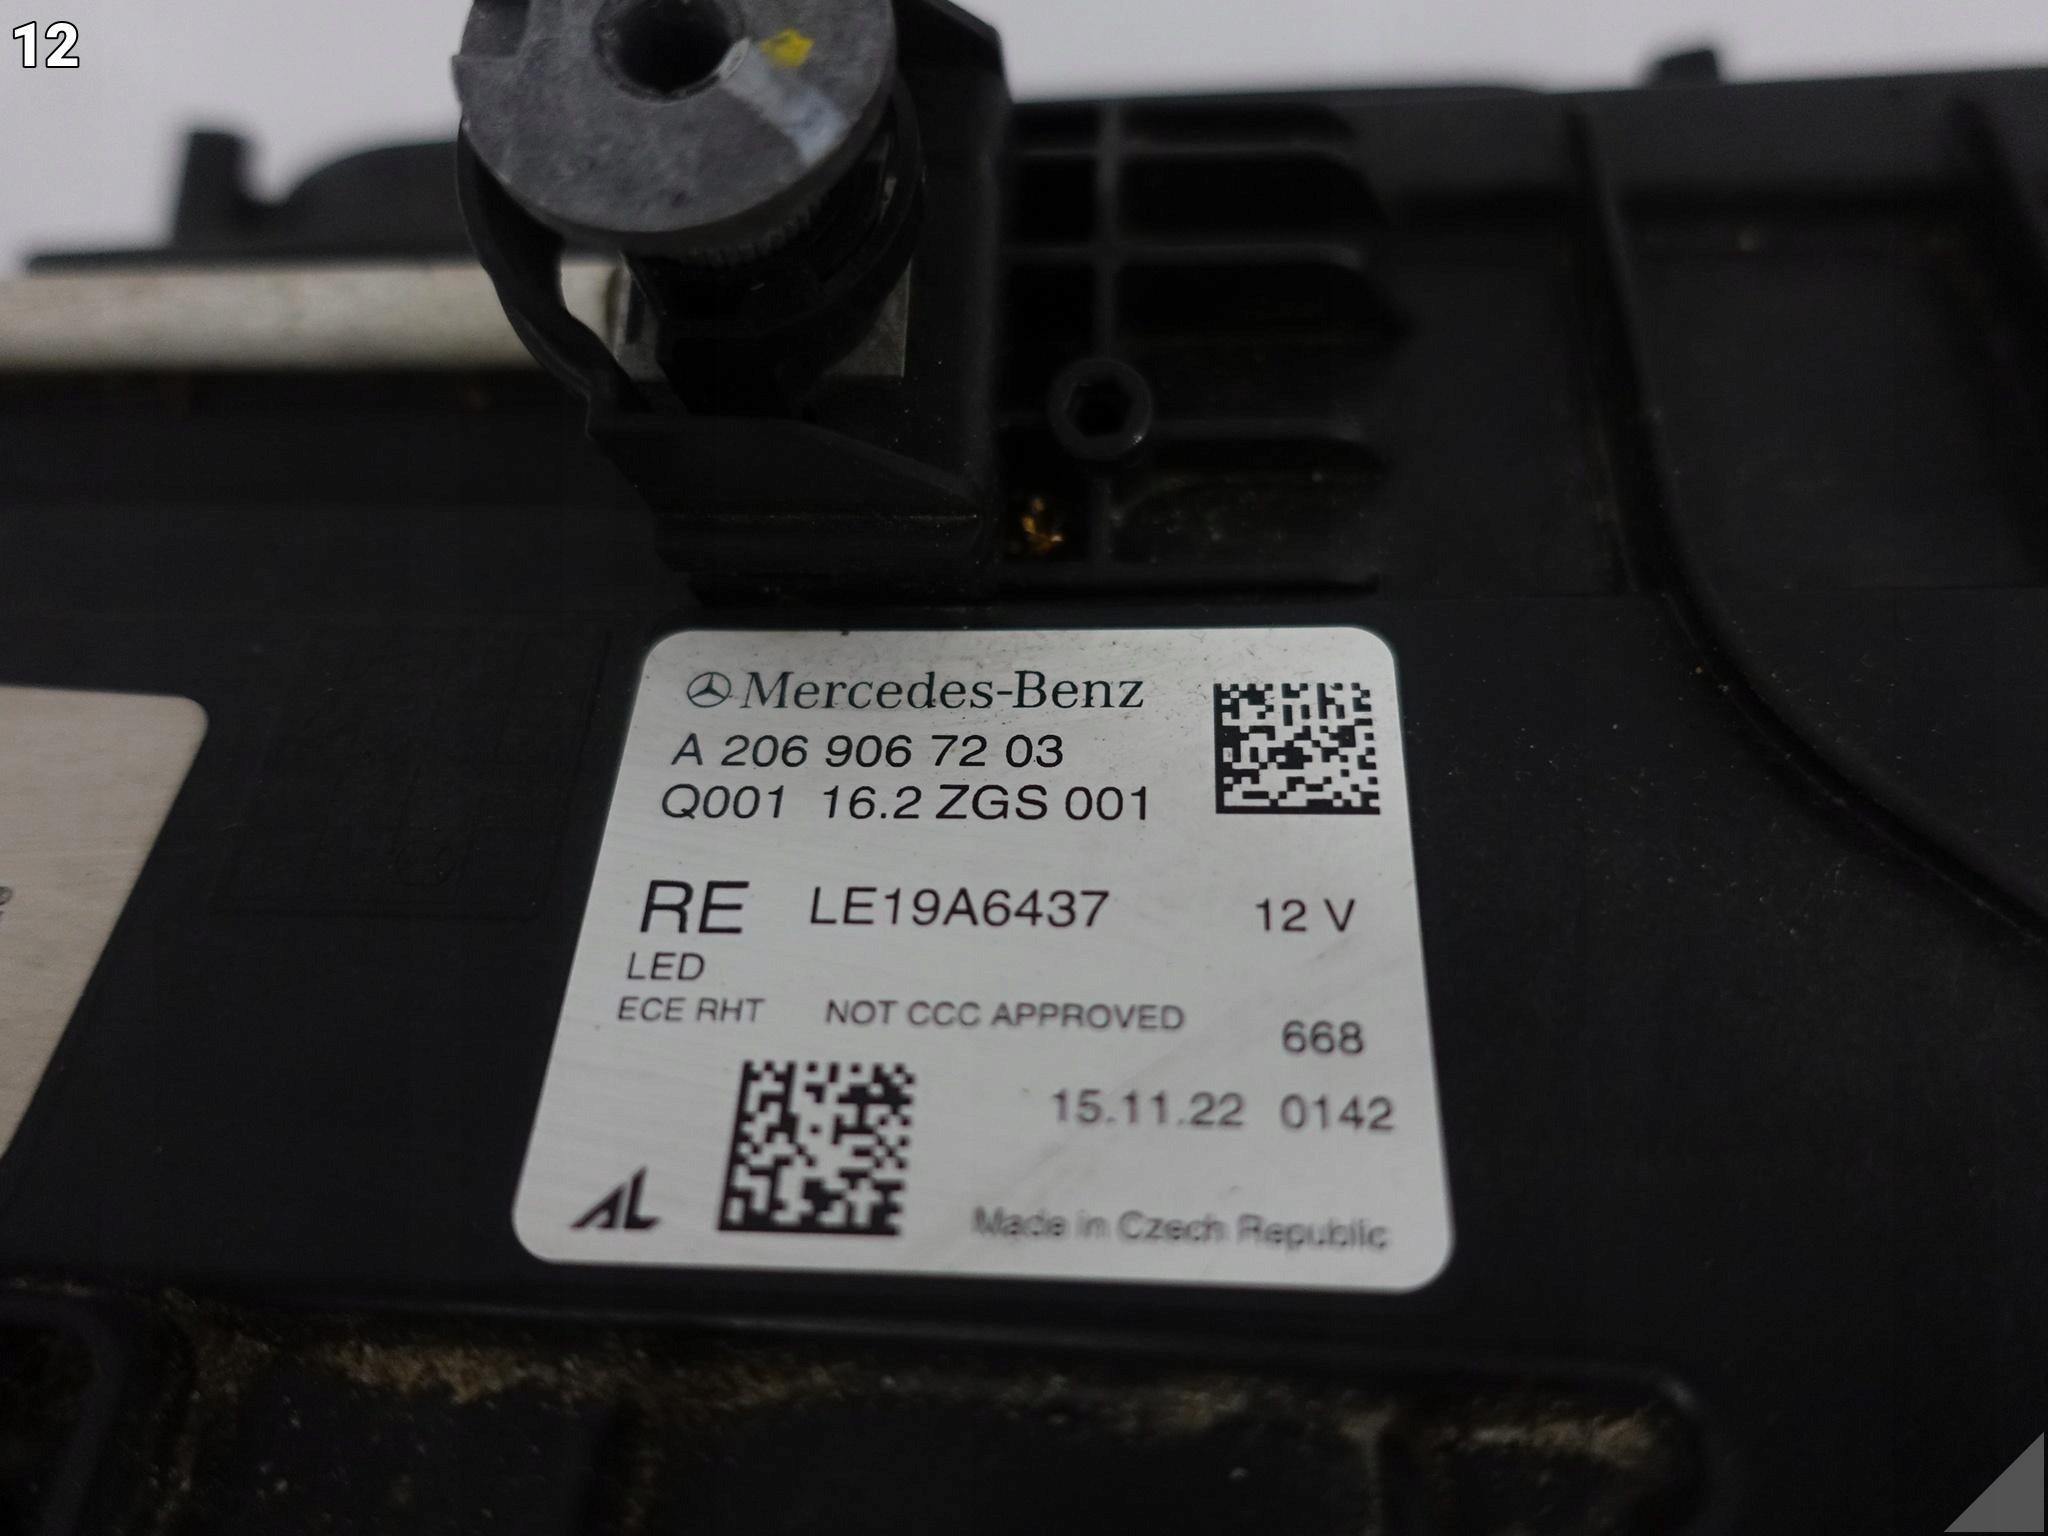 12
Mercedes-Benz
A 206 906 72 03
Q001 16.2 ZGS 001
RE LE19A6437 12 V
LED
ECE RHT NOT CCC APPROVED
668
15.11.22 0142
AL
Made in Czech Republic